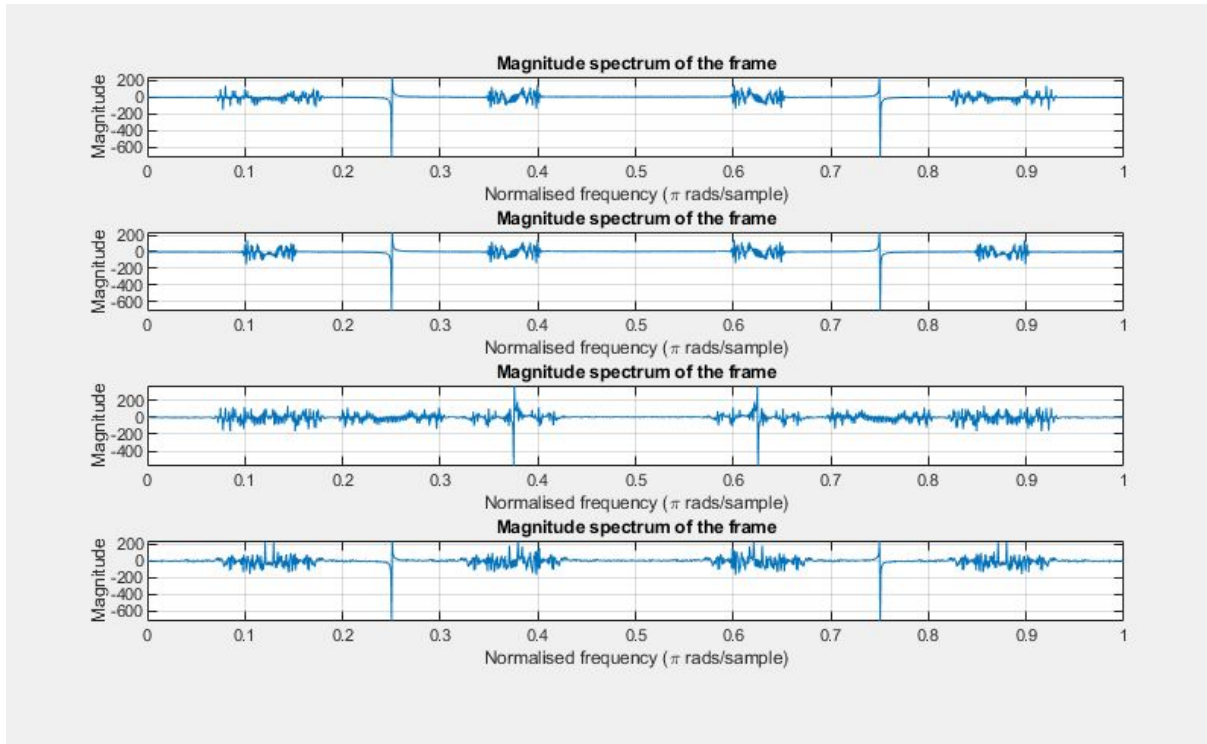 Magnitude spectrum of the frame
Magnitude
200
0
-200
-400
-600
0 0.1 0.2 0.3 0.4 0.5 0.6 0.7 0.8 0.9 1
Normalised frequency (π rads/sample)
Magnitude spectrum of the frame
Magnitude
200
0
-200
-400
-600
0 0.1 0.2 0.3 0.4 0.5 0.6 0.7 0.8 0.9 1
Normalised frequency (π rads/sample)
Magnitude spectrum of the frame
Magnitude
200
0
-200
-400
0 0.1 0.2 0.3 0.4 0.5 0.6 0.7 0.8 0.9 1
Normalised frequency (π rads/sample)
Magnitude spectrum of the frame
Magnitude
200
0
-200
-400
-600
0 0.1 0.2 0.3 0.4 0.5 0.6 0.7 0.8 0.9 1
Normalised frequency (π rads/sample)